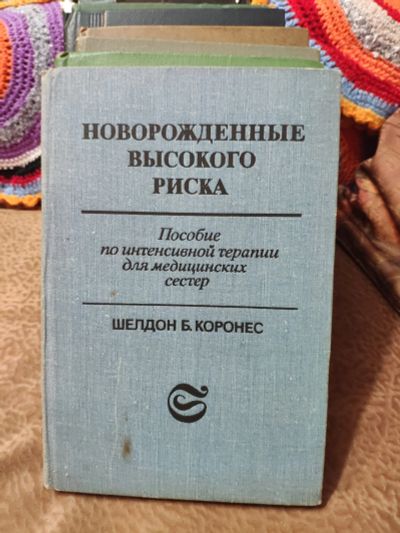 НОВОРОЖДЕННЫЕ
ВЫСОКОГО
РИСКА
Пособие
по интенсивной терапии
для медицинских
сестер
ШЕЛДОН Б. КОРОНЕС